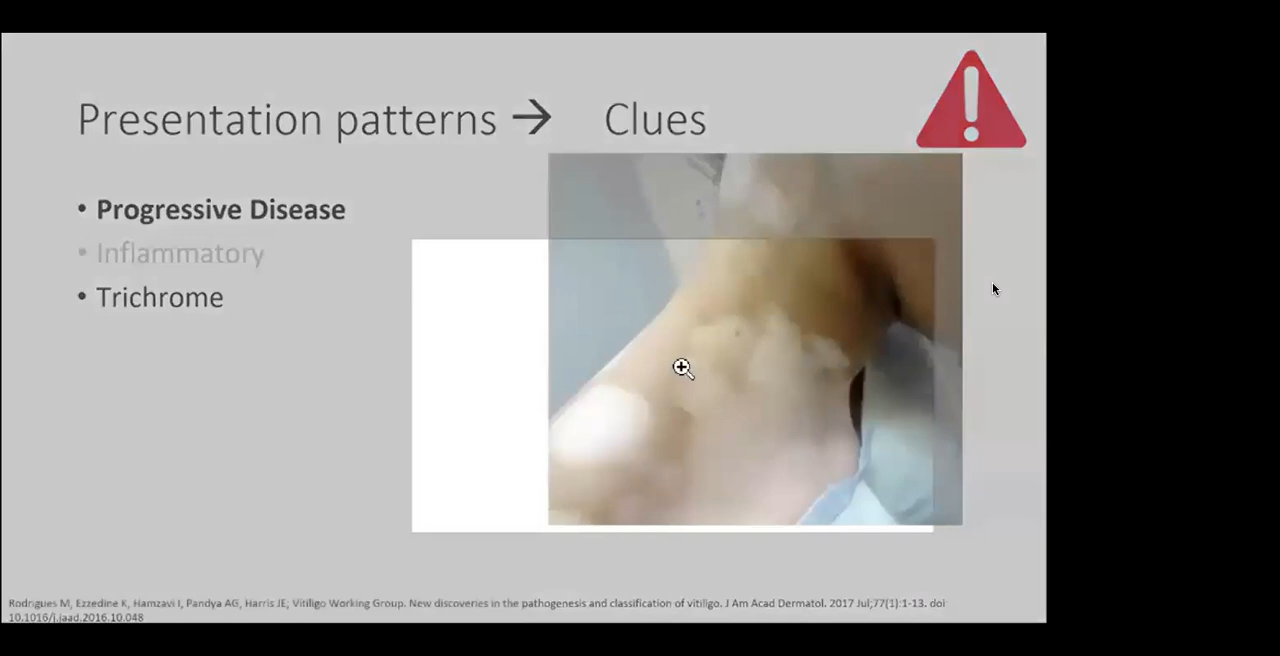 Presentation patterns → Clues
• Progressive Disease
• Inflammatory
• Trichrome
Rodrigues M, Ezzedine K, Hamzavi I, Pandya AG, Harris JE; Vitiligo Working Group. New discoveries in the pathogenesis and classification of vitiligo. J Am Acad Dermatol. 2017 Jul;77(1):1-13. doi
10.1016/j.jaad.2016.10.048